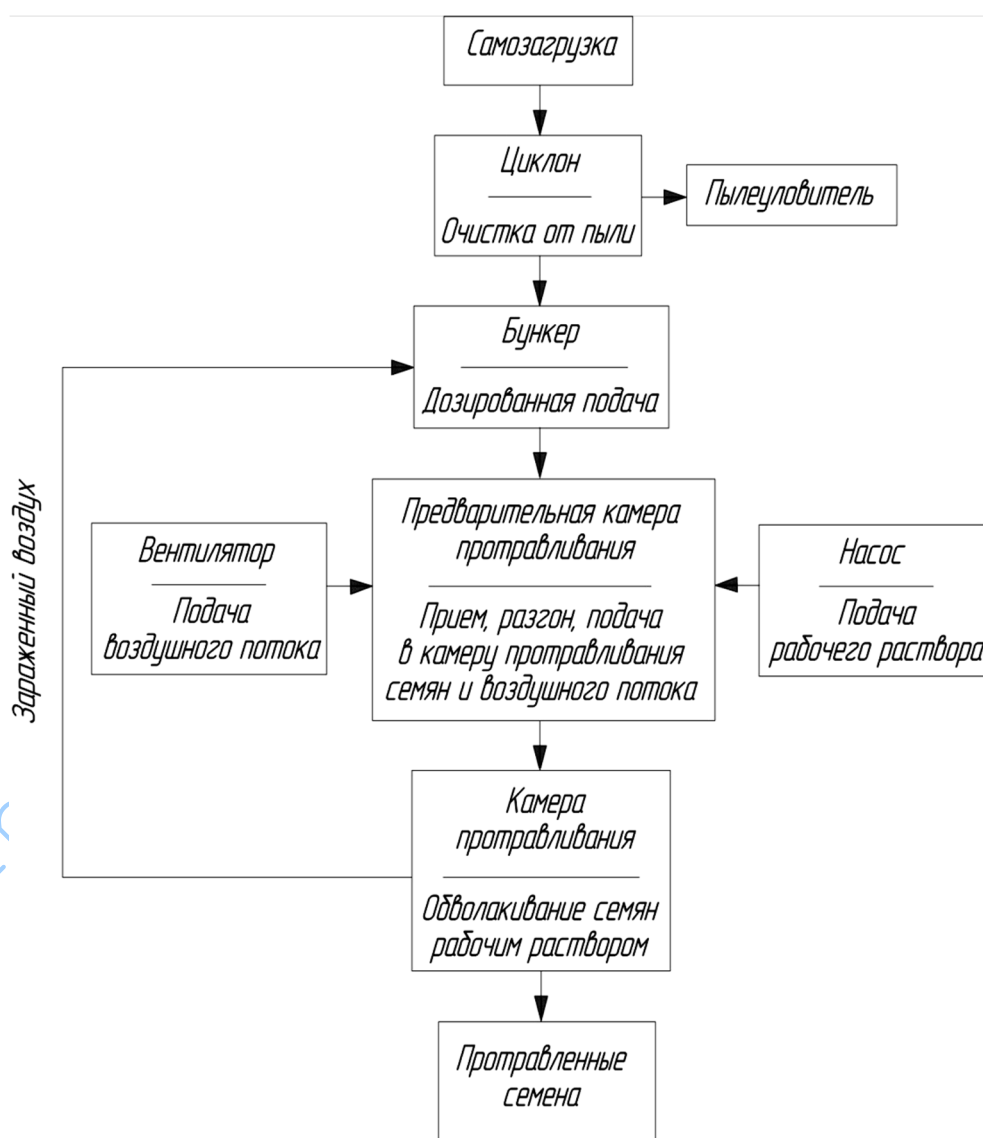 Самозагрузка
Циклон
Очистка от пыли
Пылеуловитель
Бункер
Дозированная подача
Зараженный воздух
Вентилятор
Подача
воздушного потока
Предварительная камера
протравливания
Прием, разгон, подача
в камеру протравливания
семян и воздушного потока
Насос
Подача
рабочего раствора
Камера
протравливания
Обволакивание семян
рабочим раствором
Протравленные
семена